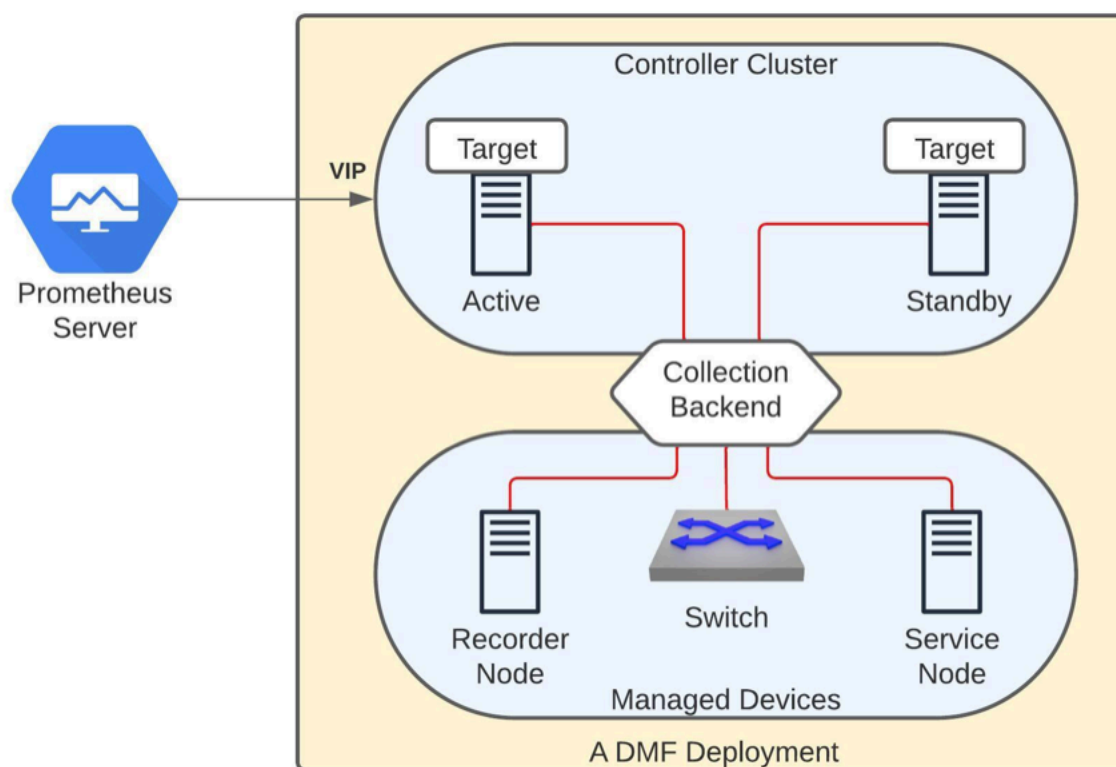 Controller Cluster
Target
Target
VIP
Active
Standby
Prometheus
Server
Collection
Backend
Recorder
Node
Switch
Service
Node
Managed Devices
A DMF Deployment